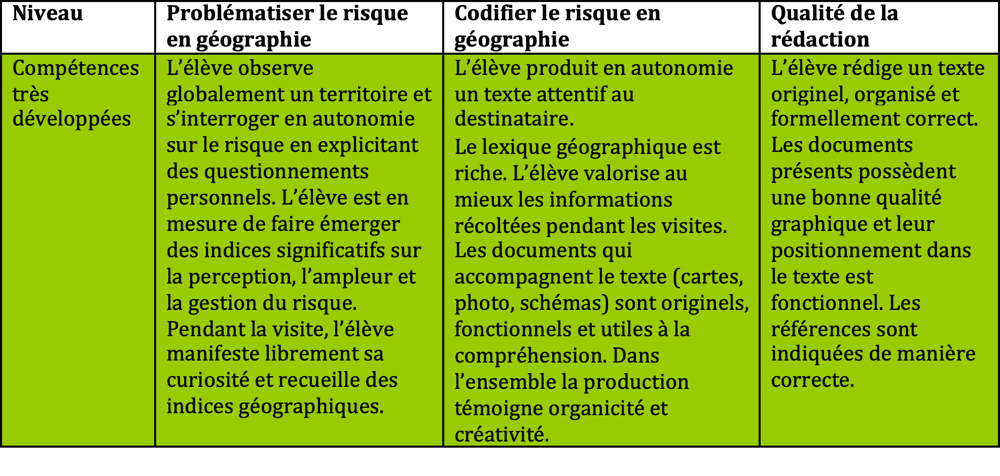 Niveau
Problématiser le risque
en géographie
Codifier le risque en
géographie
Qualité de la
rédaction
Compétences
très
développées
L’élève observe
globalement un territoire et
s’interroger en autonomie
sur le risque en explicitant
des questionnements
personnels. L’élève est en
mesure de faire émerger
des indices significatifs sur
la perception, l’ampleur et
la gestion du risque.
Pendant la visite, l’élève
manifeste librement sa
curiosité et recueille des
indices géographiques.
L’élève produit en autonomie
un texte attentif au
destinataire.
Le lexique géographique est
riche. L’élève valorise au
mieux les informations
récoltées pendant les visites.
Les documents qui
accompagnent le texte (cartes,
photo, schémas) sont originels,
fonctionnels et utiles à la
compréhension. Dans
l’ensemble la production
témoigne organicité et
créativité.
L’élève rédige un texte
originel, organisé et
formellement correct.
Les documents
présents possèdent
une bonne qualité
graphique et leur
positionnement dans
le texte est
fonctionnel. Les
références sont
indiquées de manière
correcte.